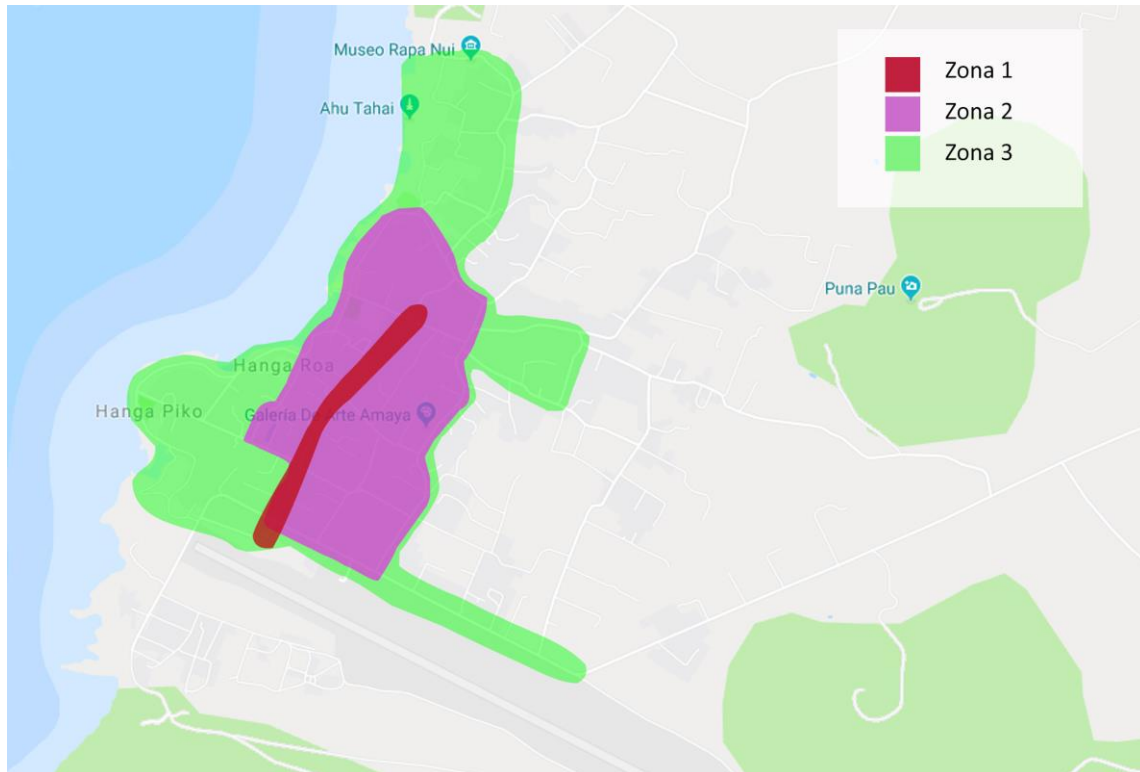 Museo Rapa Nui
Ahu Tahai
Zona 1
Zona 2
Zona 3
Puna Pau
Hanga Roa
Hanga Piko
Galería De Arte Amaya